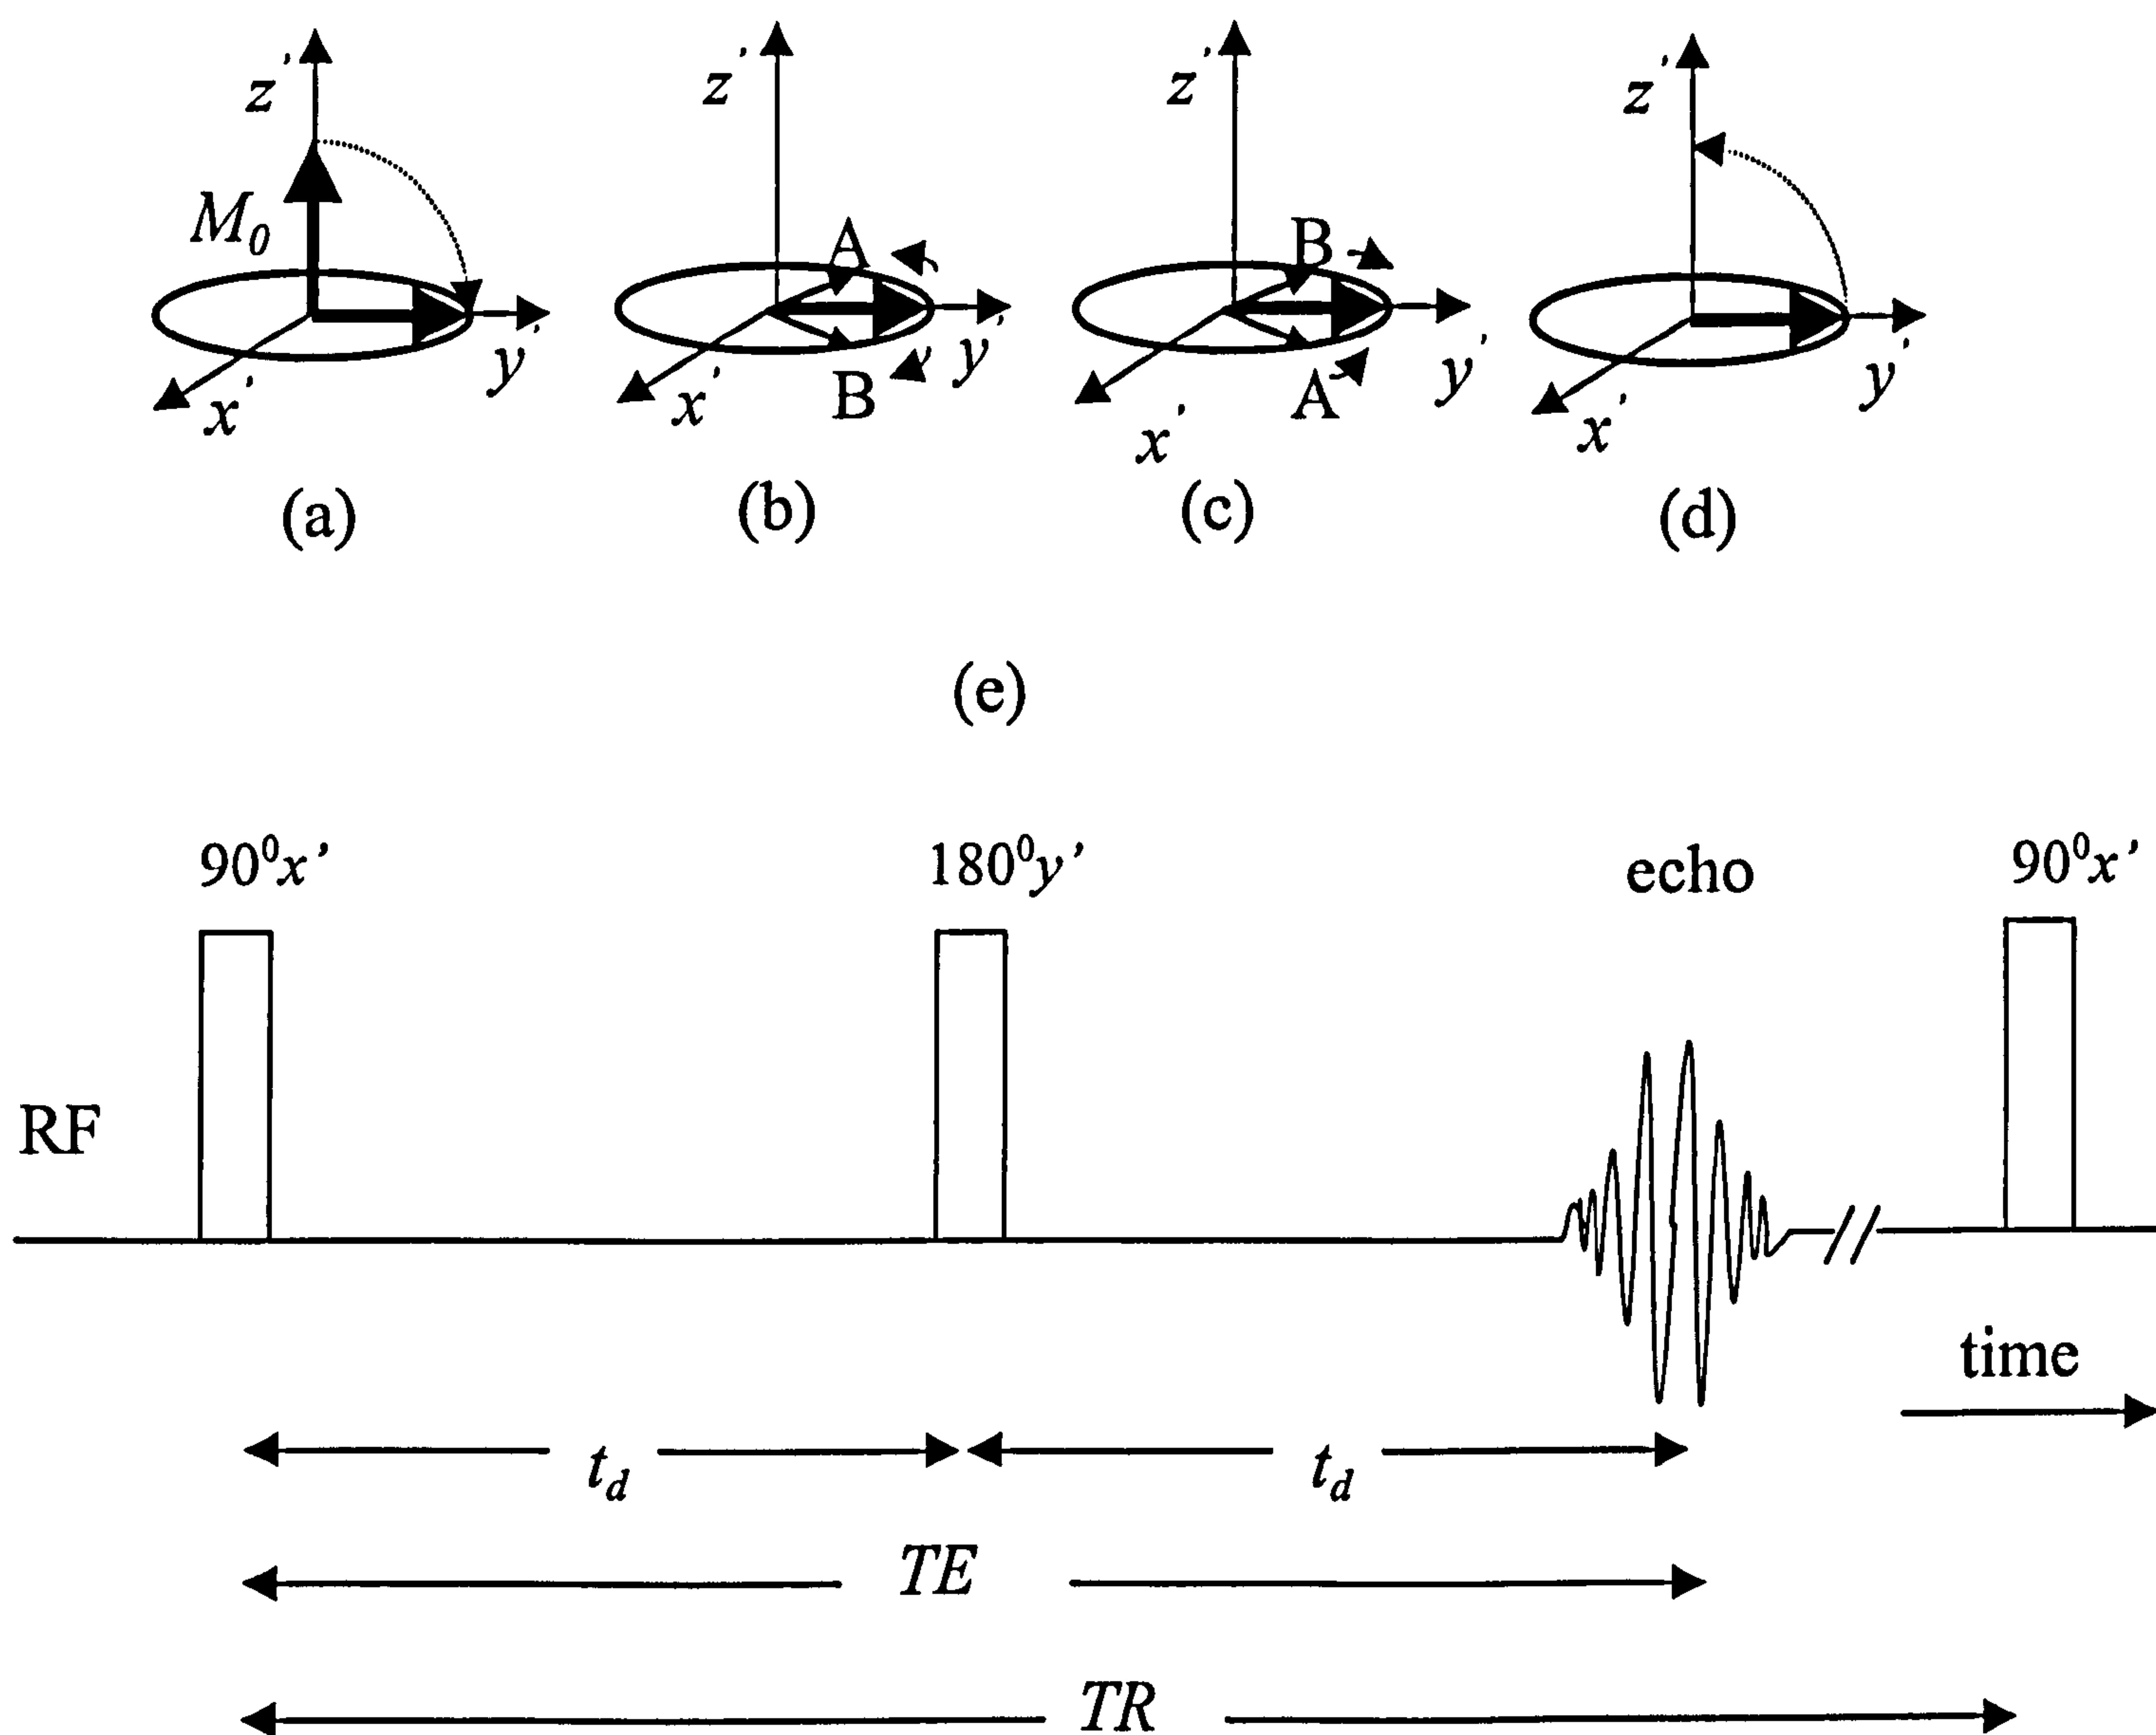 z'
z'
z'
z'
M0
A
B
B
A
y'
y'
y'
y'
x'
x'
x'
x'
(a)
(b)
(c)
(d)
(e)
90⁰x'
180⁰y'
echo
90⁰x'
RF
time
td
td
TE
TR